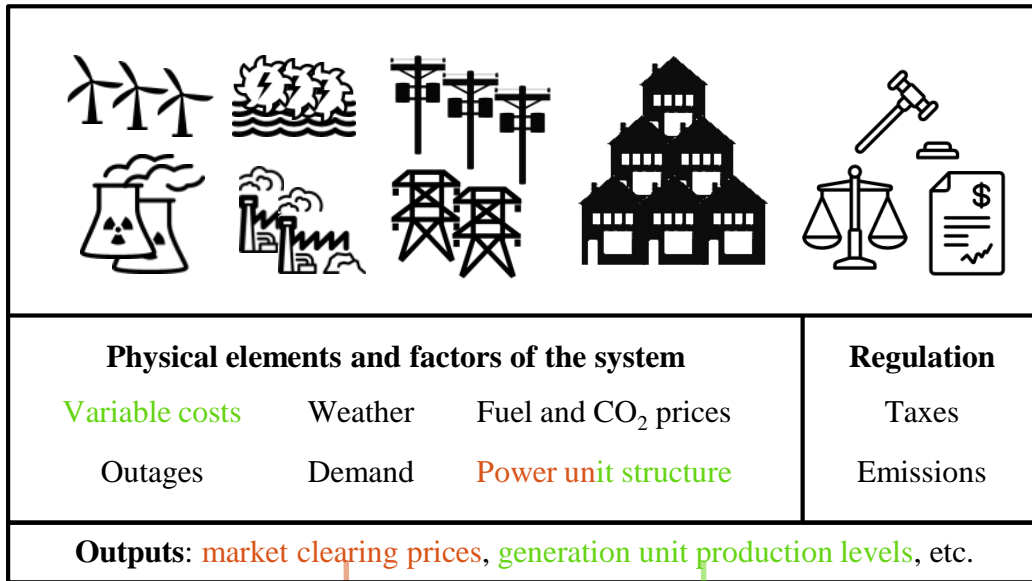 $
Physical elements and factors of the system
Regulation
Variable costs Weather Fuel and CO₂ prices
Taxes
Outages Demand Power unit structure
Emissions
Outputs: market clearing prices, generation unit production levels, etc.